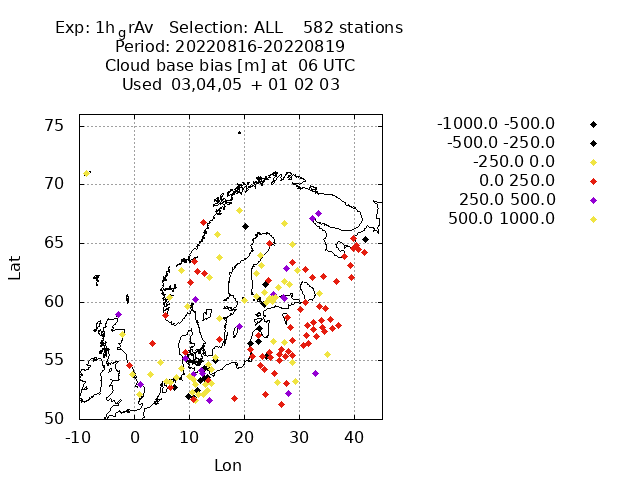 Exp: 1h_grAv   Selection: ALL    582 stations
Period: 20220816-20220819
Cloud base bias [m] at  06 UTC
Used  03,04,05  + 01 02 03
-1000.0 -500.0
-500.0 -250.0
-250.0 0.0
0.0 250.0
250.0 500.0
500.0 1000.0
75
70
65
60
55
50
Lat
-10 0 10 20 30 40
Lon